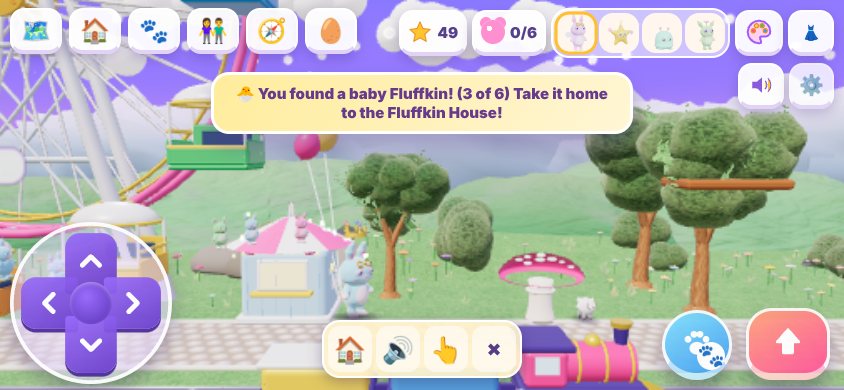 49
0/6
🐣 You found a baby Fluffkin! (3 of 6) Take it home
to the Fluffkin House!